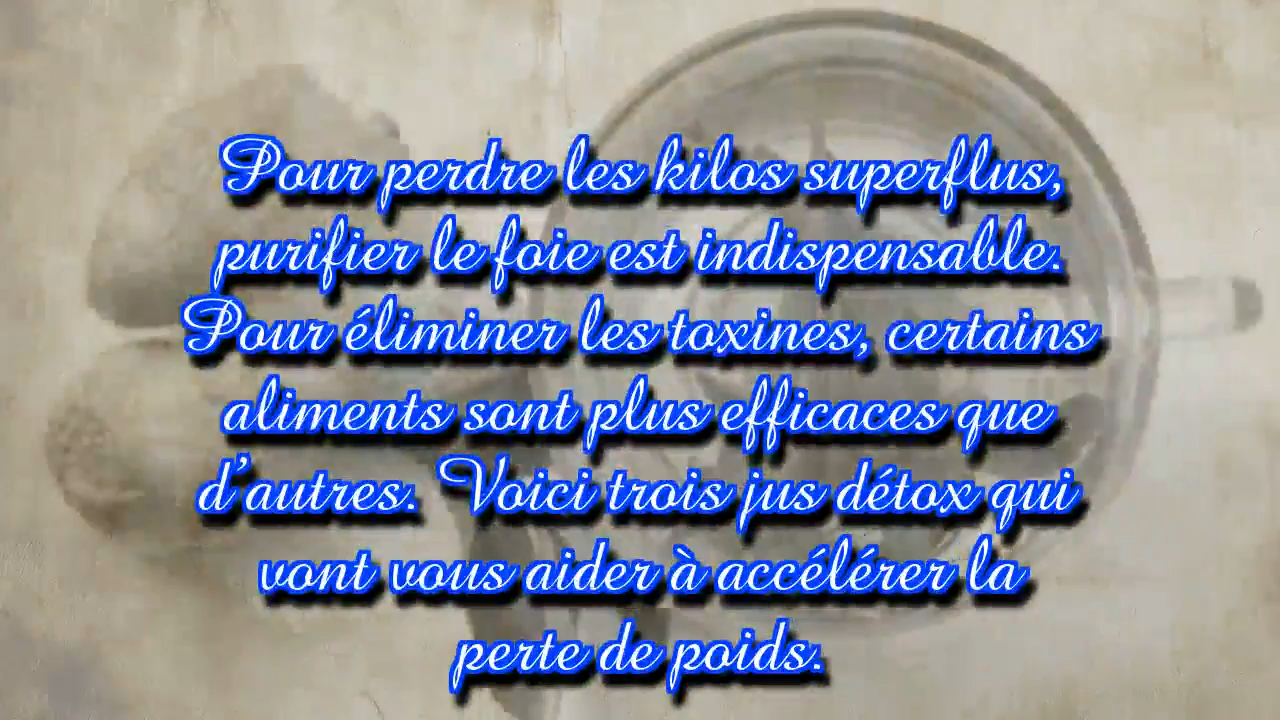 Pour perdre les kilos superflus,
purifier le foie est indispensable.
Pour éliminer les toxines, certains
aliments sont plus efficaces que
d'autres. Voici trois jus détox qui
vont vous aider à accélérer la
perte de poids.